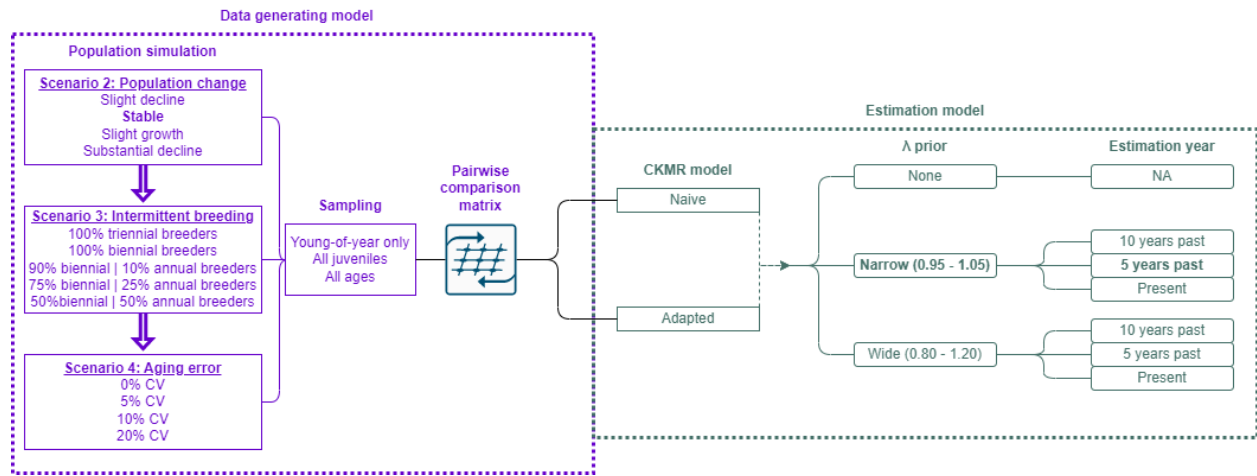 Data generating model
Population simulation
Scenario 2: Population change
Slight decline
Stable
Slight growth
Substantial decline
Scenario 3: Intermittent breeding
100% triennial breeders
100% biennial breeders
90% biennial | 10% annual breeders
75% biennial | 25% annual breeders
50%biennial | 50% annual breeders
Scenario 4: Aging error
0% CV
5% CV
10% CV
20% CV
Sampling
Young-of-year only
All juveniles
All ages
Pairwise
comparison
matrix
Estimation model
CKMR model
Naive
Adapted
Λ prior
None
Narrow (0.95 - 1.05)
Wide (0.80 - 1.20)
Estimation year
NA
10 years past
5 years past
Present
10 years past
5 years past
Present